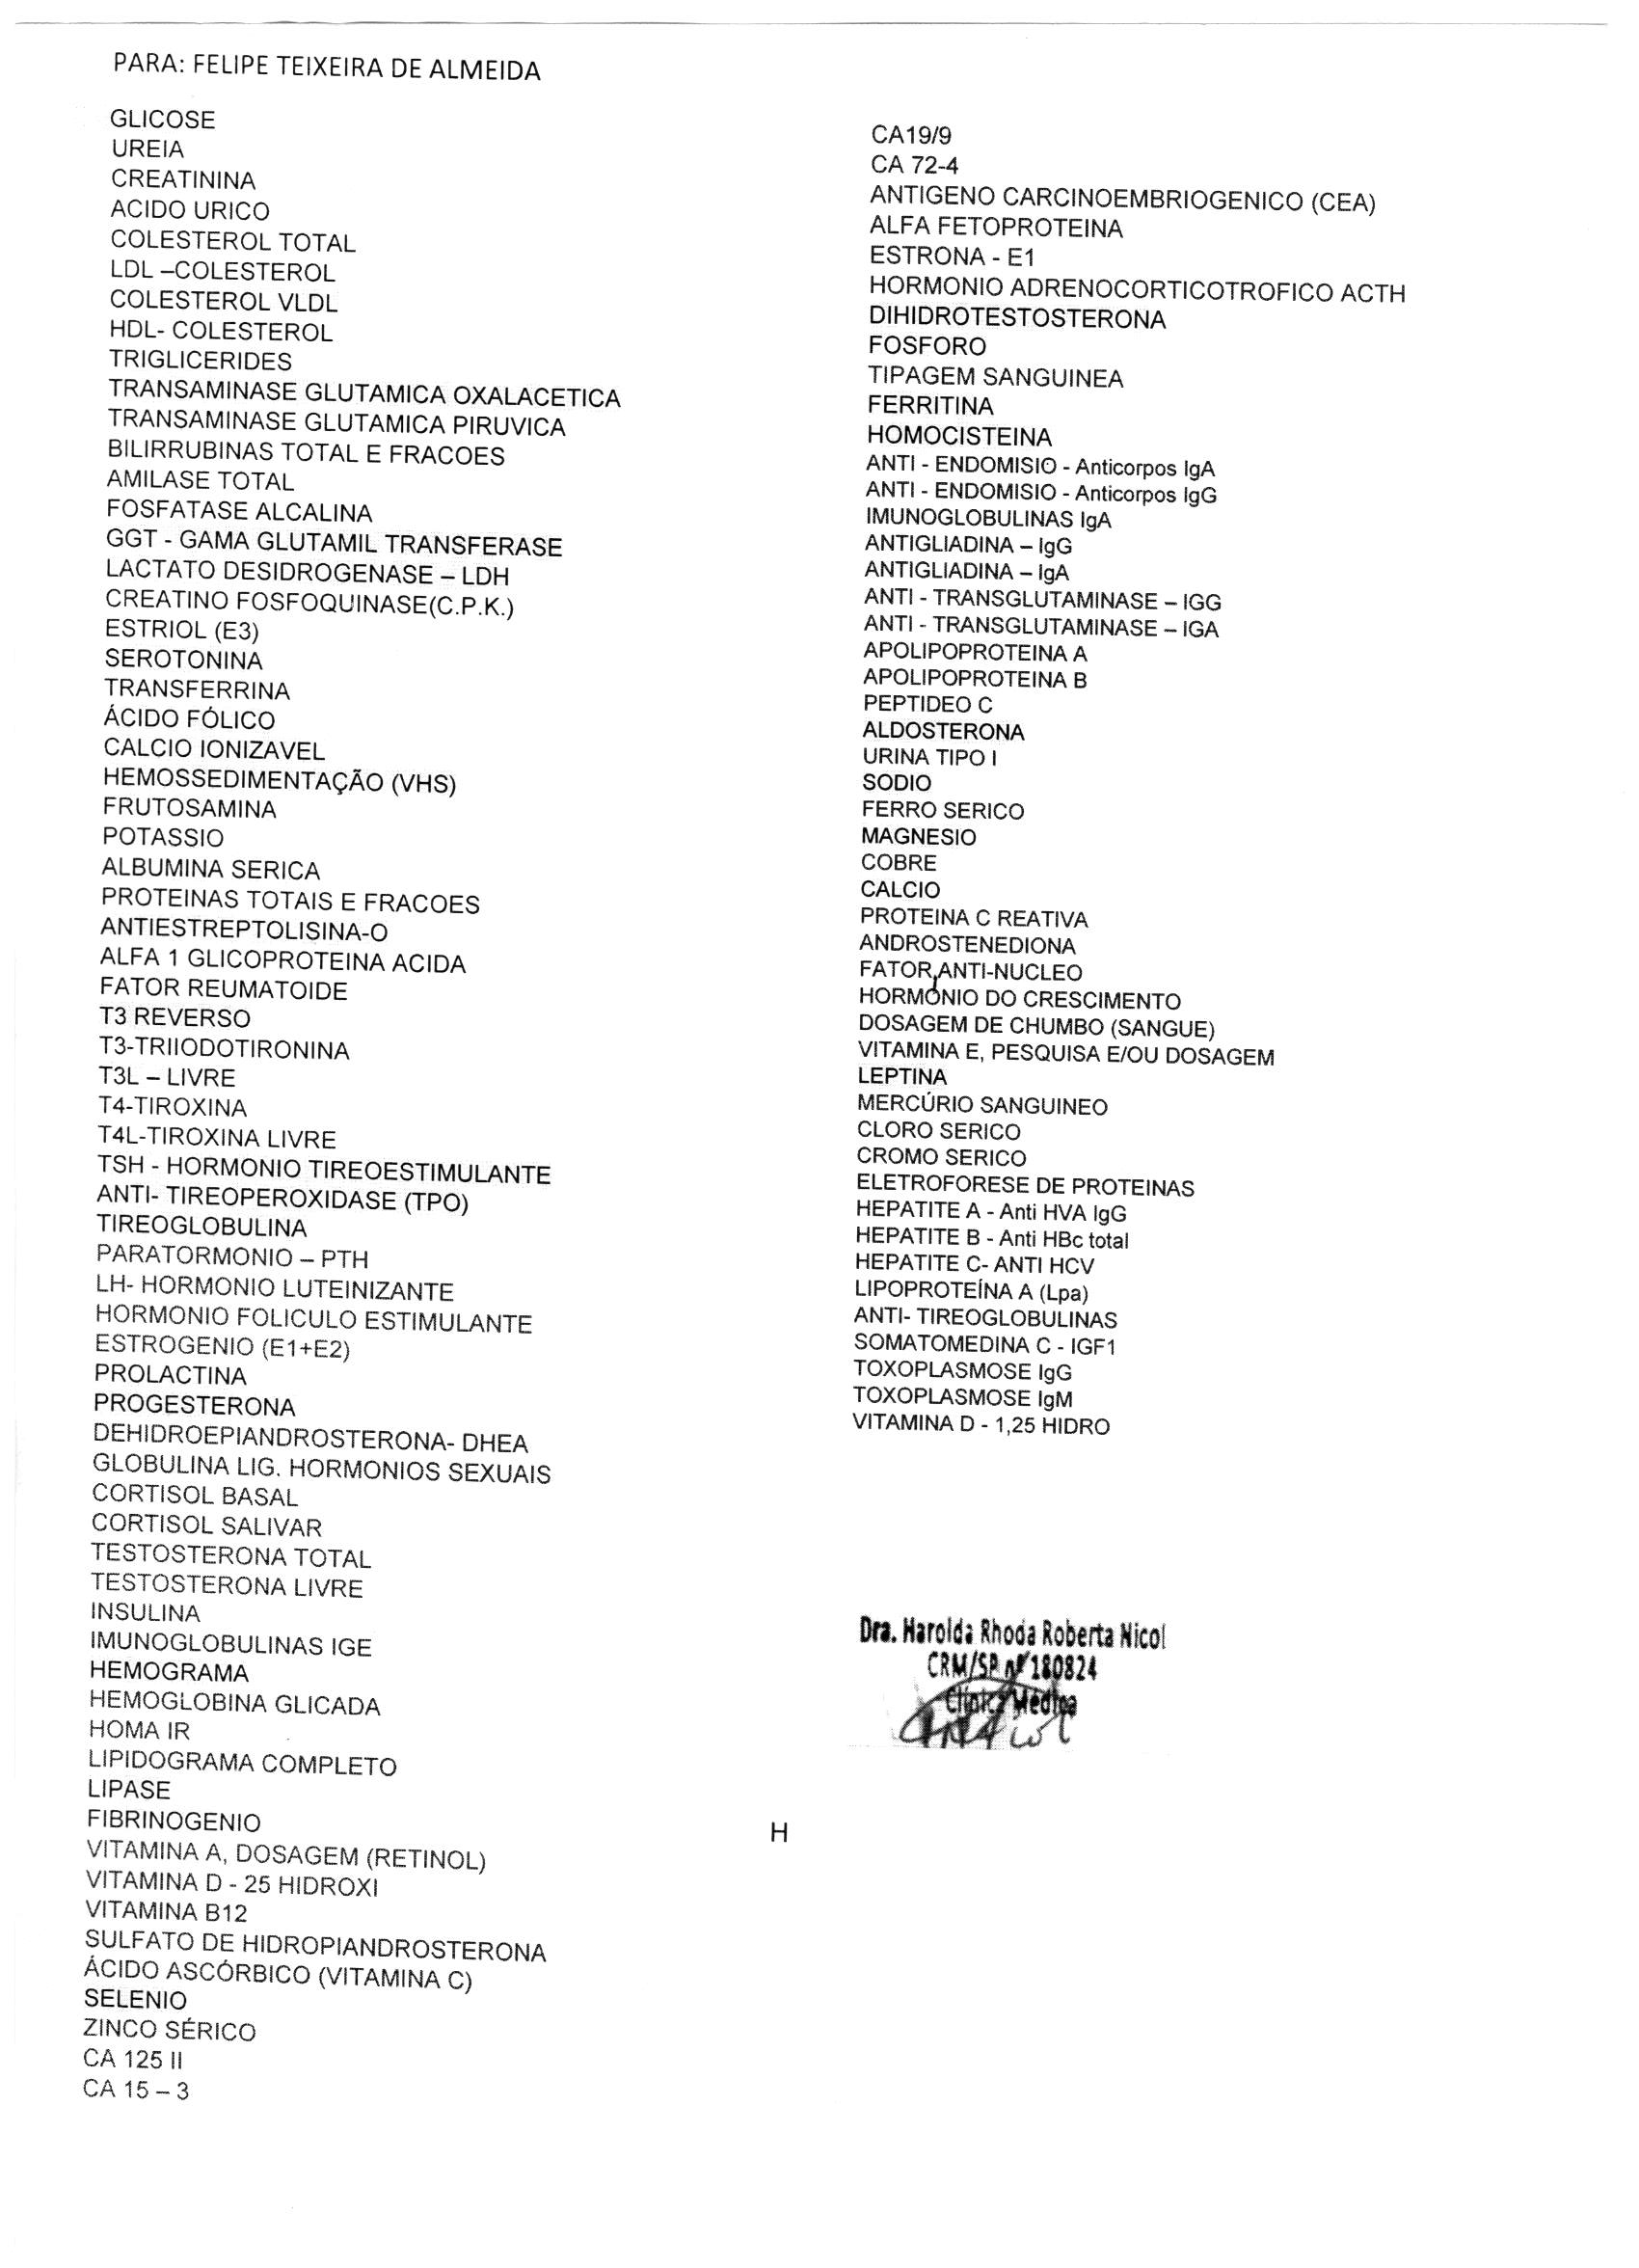 PARA: FELIPE TEIXEIRA DE ALMEIDA
GLICOSE
UREIA
CREATININA
ACIDO URICO
COLESTEROL TOTAL
LDL –COLESTEROL
COLESTEROL VLDL
HDL- COLESTEROL
TRIGLICERIDES
TRANSAMINASE GLUTAMICA OXALACETICA
TRANSAMINASE GLUTAMICA PIRUVICA
BILIRRUBINAS TOTAL E FRACOES
AMILASE TOTAL
FOSFATASE ALCALINA
GGT - GAMA GLUTAMIL TRANSFERASE
LACTATO DESIDROGENASE – LDH
CREATINO FOSFOQUINASE(C.P.K.)
ESTRIOL (E3)
SEROTONINA
TRANSFERRINA
ÁCIDO FÓLICO
CALCIO IONIZAVEL
HEMOSSEDIMENTAÇÃO (VHS)
FRUTOSAMINA
POTASSIO
ALBUMINA SERICA
PROTEINAS TOTAIS E FRACOES
ANTIESTREPTOLISINA-O
ALFA 1 GLICOPROTEINA ACIDA
FATOR REUMATOIDE
T3 REVERSO
T3-TRIIODOTIRONINA
T3L – LIVRE
T4-TIROXINA
T4L-TIROXINA LIVRE
TSH - HORMONIO TIREOESTIMULANTE
ANTI- TIREOPEROXIDASE (TPO)
TIREOGLOBULINA
PARATORMONIO – PTH
LH- HORMONIO LUTEINIZANTE
HORMONIO FOLICULO ESTIMULANTE
ESTROGENIO (E1+E2)
PROLACTINA
PROGESTERONA
DEHIDROEPIANDROSTERONA- DHEA
GLOBULINA LIG. HORMONIOS SEXUAIS
CORTISOL BASAL
CORTISOL SALIVAR
TESTOSTERONA TOTAL
TESTOSTERONA LIVRE
INSULINA
IMUNOGLOBULINAS IGE
HEMOGRAMA
HEMOGLOBINA GLICADA
HOMA IR
LIPIDOGRAMA COMPLETO
LIPASE
FIBRINOGENIO
VITAMINA A, DOSAGEM (RETINOL)
VITAMINA D - 25 HIDROXI
VITAMINA B12
SULFATO DE HIDROPIANDROSTERONA
ÁCIDO ASCÓRBICO (VITAMINA C)
SELENIO
ZINCO SÉRICO
CA 125 II
CA 15 – 3
CA19/9
CA 72-4
ANTIGENO CARCINOEMBRIOGENICO (CEA)
ALFA FETOPROTEINA
ESTRONA - E1
HORMONIO ADRENOCORTICOTROFICO ACTH
DIHIDROTESTOSTERONA
FOSFORO
TIPAGEM SANGUINEA
FERRITINA
HOMOCISTEINA
ANTI - ENDOMISIO - Anticorpos IgA
ANTI - ENDOMISIO - Anticorpos IgG
IMUNOGLOBULINAS IgA
ANTIGLIADINA – IgG
ANTIGLIADINA – IgA
ANTI - TRANSGLUTAMINASE – IGG
ANTI - TRANSGLUTAMINASE – IGA
APOLIPOPROTEINA A
APOLIPOPROTEINA B
PEPTIDEO C
ALDOSTERONA
URINA TIPO I
SODIO
FERRO SERICO
MAGNESIO
COBRE
CALCIO
PROTEINA C REATIVA
ANDROSTENEDIONA
FATOR ANTI-NUCLEO
HORMONIO DO CRESCIMENTO
DOSAGEM DE CHUMBO (SANGUE)
VITAMINA E, PESQUISA E/OU DOSAGEM
LEPTINA
MERCÚRIO SANGUINEO
CLORO SERICO
CROMO SERICO
ELETROFORESE DE PROTEINAS
HEPATITE A - Anti HVA IgG
HEPATITE B - Anti HBc total
HEPATITE C- ANTI HCV
LIPOPROTEÍNA A (Lpa)
ANTI- TIREOGLOBULINAS
SOMATOMEDINA C - IGF1
TOXOPLASMOSE IgG
TOXOPLASMOSE IgM
VITAMINA D - 1,25 HIDRO
Dra. Harolda Rhoda Roberta Nicol
CRM/SP nº 180824
Clínica Médica
H